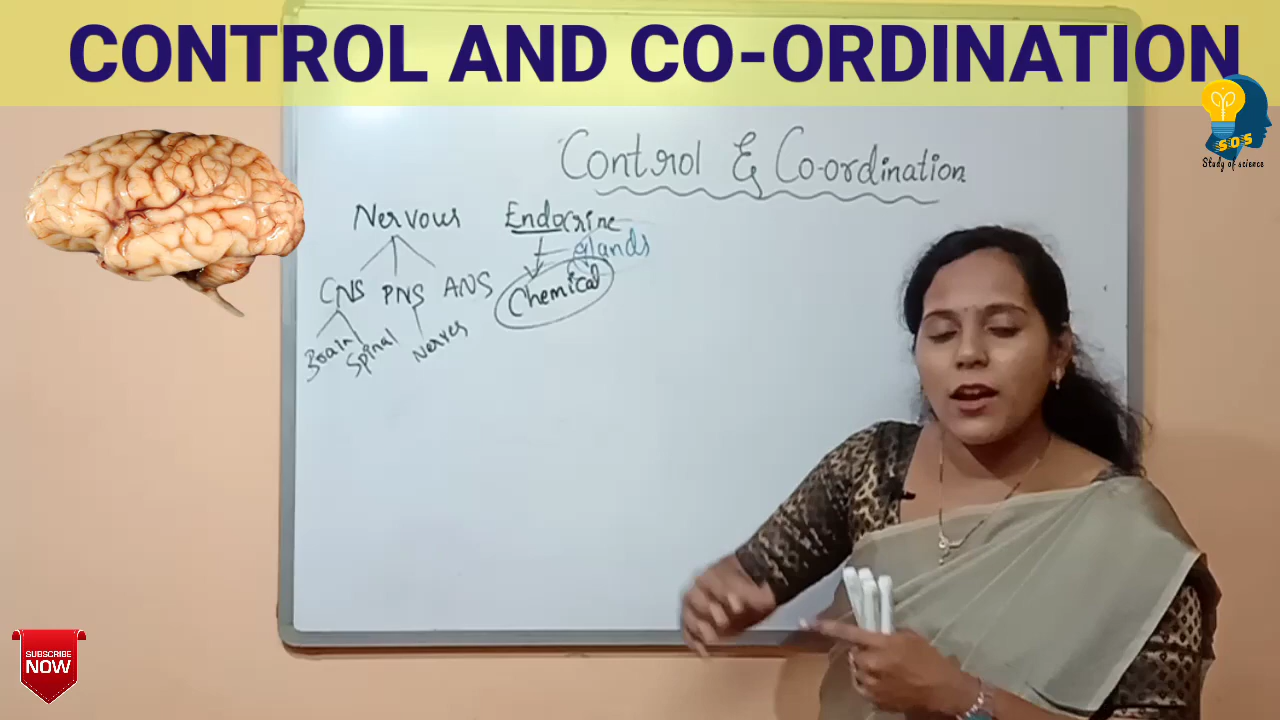 CONTROL AND CO-ORDINATION
SOS
Study of science
Control & Co-ordination
Nervous Endocrine
glands
CNS PNS ANS Chemical
Brain Spinal Nerves
SUBSCRIBE
NOW